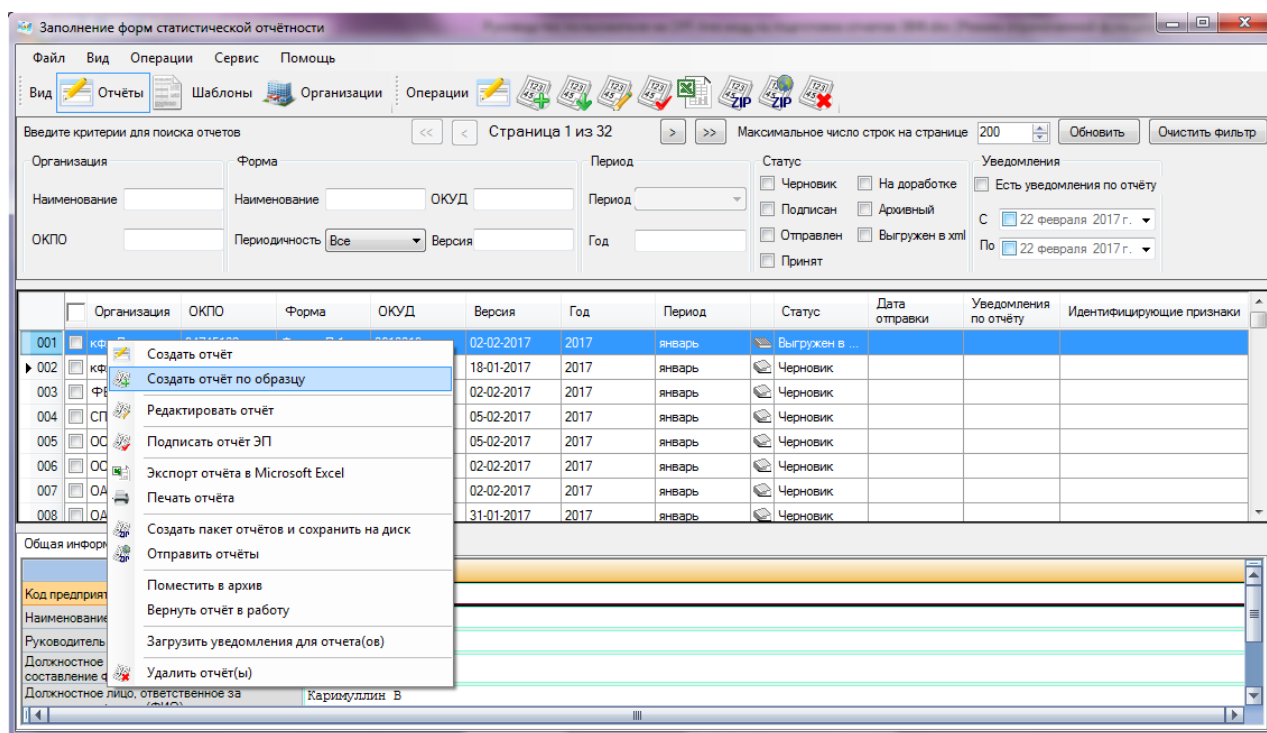 Заполнение форм статистической отчётности
Файл Вид Операции Сервис Помощь
Вид Отчёты Шаблоны Организации Операции
Введите критерии для поиска отчетов << < Страница 1 из 32 > >> Максимальное число строк на странице 200 Обновить Очистить фильтр
Организация Форма Период Статус Уведомления
Черновик На доработке Есть уведомления по отчёту
Наименование Наименование ОКУД Период
Подписан Архивный С 22 февраля 2017 г.
ОКПО Периодичность Все Версия Год Отправлен Выгружен в xml По 22 февраля 2017 г.
Принят
Организация ОКПО Форма ОКУД Версия Год Период Статус Дата отправки Уведомления по отчёту Идентифицирующие признаки
001 02-02-2017 2017 январь Выгружен в ...
Создать отчёт
002 18-01-2017 2017 январь Черновик
Создать отчёт по образцу
003 02-02-2017 2017 январь Черновик
Редактировать отчёт
004 СП 05-02-2017 2017 январь Черновик
005 ОО 05-02-2017 2017 январь Черновик
Подписать отчёт ЭП
006 ОО 02-02-2017 2017 январь Черновик
Экспорт отчёта в Microsoft Excel
007 ОА 02-02-2017 2017 январь Черновик
Печать отчёта
008 ОА 31-01-2017 2017 январь Черновик
Создать пакет отчётов и сохранить на диск
Общая инфор
Отправить отчёты
Поместить в архив
Код предприят
Вернуть отчёт в работу
Наименование
Загрузить уведомления для отчета(ов)
Руководитель
Должностное
Удалить отчёт(ы)
составление ф
Должностное лицо, ответственное за Каримуллин В
(ФИО)